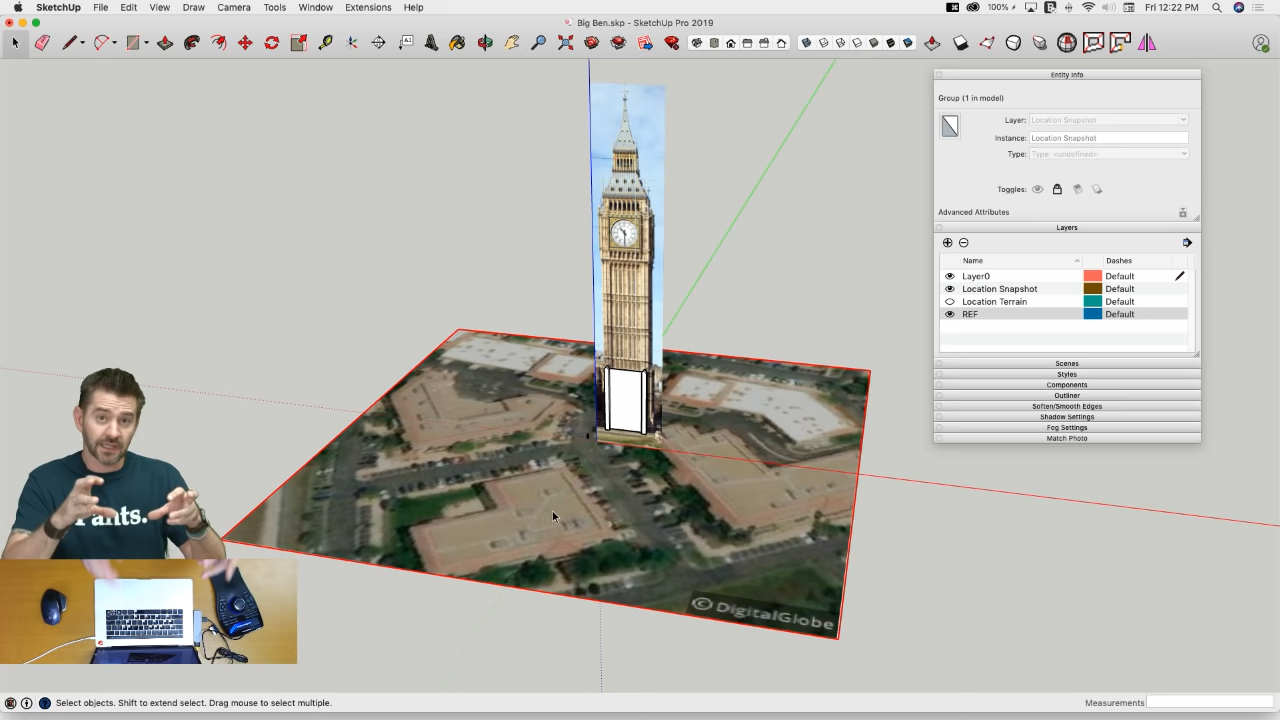 SketchUp File Edit View Draw Camera Tools Window Extensions Help 100% Fri 12:22 PM
Big Ben.skp - SketchUp Pro 2019
Entity Info
Group (1 in model)
Layer: Location Snapshot
Instance: Location Snapshot
Type: Type: <undefined>
Toggles:
Advanced Attributes
Layers
Name Dashes
Layer0 Default
Location Snapshot Default
Location Terrain Default
REF Default
Scenes
Styles
Components
Outliner
Soften/Smooth Edges
Shadow Settings
Fog Settings
Match Photo
Pants.
© DigitalGlobe
Select objects. Shift to extend select. Drag mouse to select multiple. Measurements